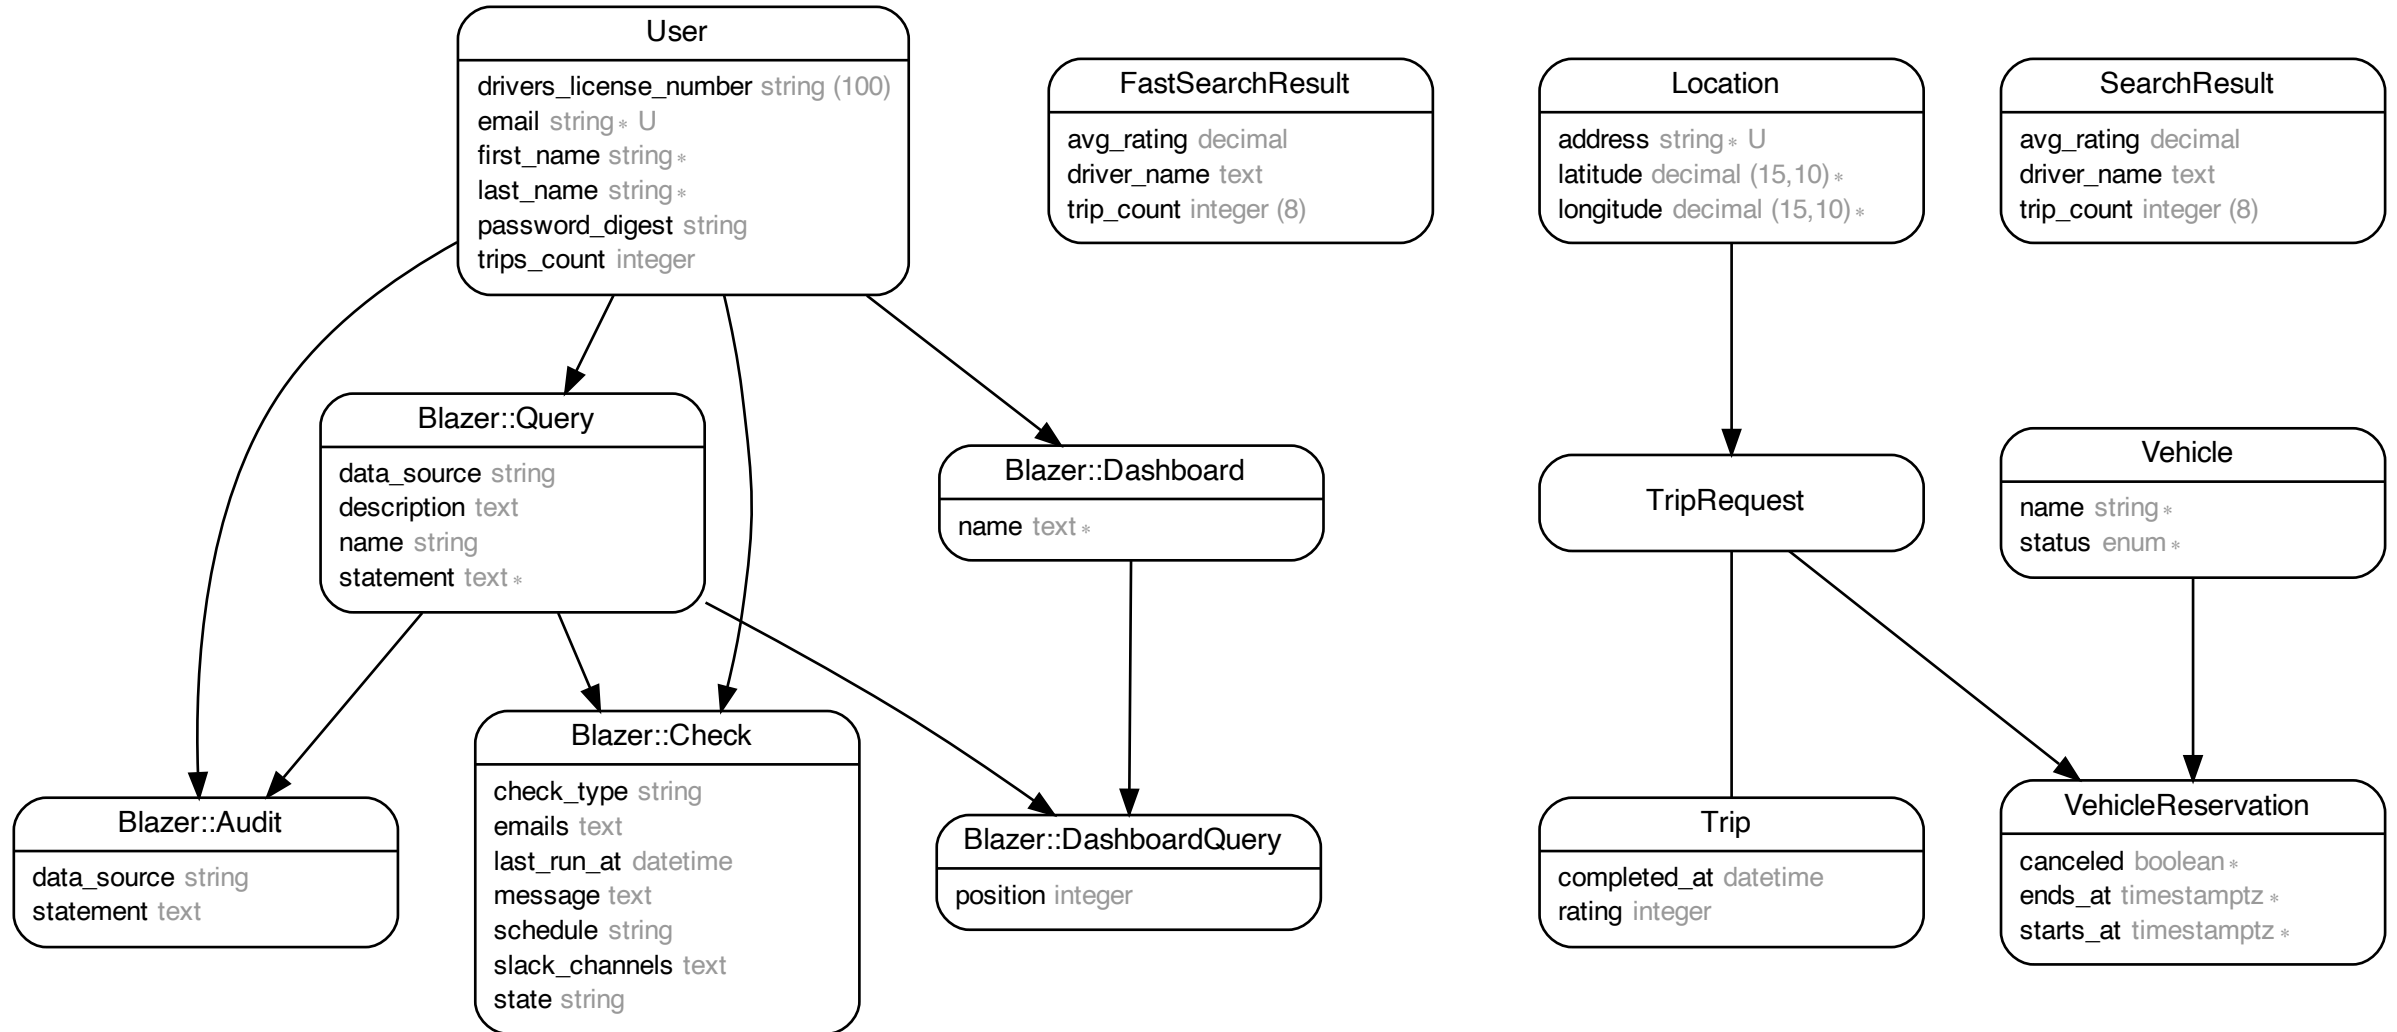 User
drivers_license_number string (100)
email string∗ U
first_name string∗
last_name string∗
password_digest string
trips_count integer
FastSearchResult
avg_rating decimal
driver_name text
trip_count integer (8)
Location
address string∗ U
latitude decimal (15,10)∗
longitude decimal (15,10)∗
SearchResult
avg_rating decimal
driver_name text
trip_count integer (8)
Blazer::Query
data_source string
description text
name string
statement text∗
Blazer::Dashboard
name text∗
TripRequest
Vehicle
name string∗
status enum∗
Blazer::Audit
data_source string
statement text
Blazer::Check
check_type string
emails text
last_run_at datetime
message text
schedule string
slack_channels text
state string
Blazer::DashboardQuery
position integer
Trip
completed_at datetime
rating integer
VehicleReservation
canceled boolean∗
ends_at timestamptz∗
starts_at timestamptz∗